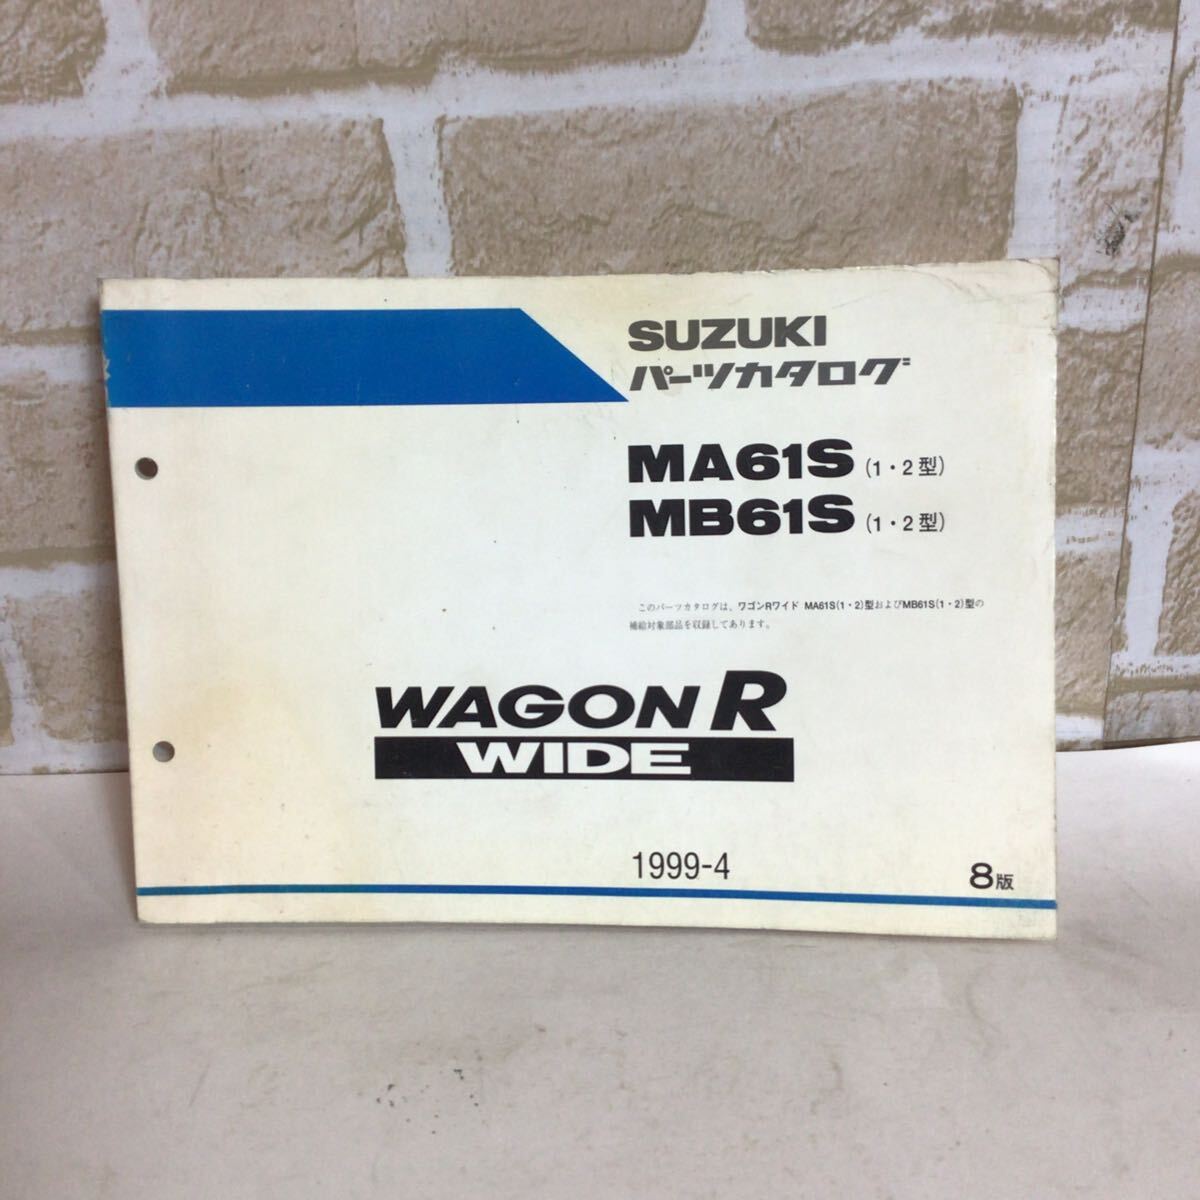 SUZUKI
パーツカタログ
MA61S (1・2型)
MB61S (1・2型)
このパーツカタログは、ワゴンRワイド MA61S(1・2)型およびMB61S(1・2)型の
補給対象部品を収録してあります。
WAGON R
WIDE
1999-4
8版